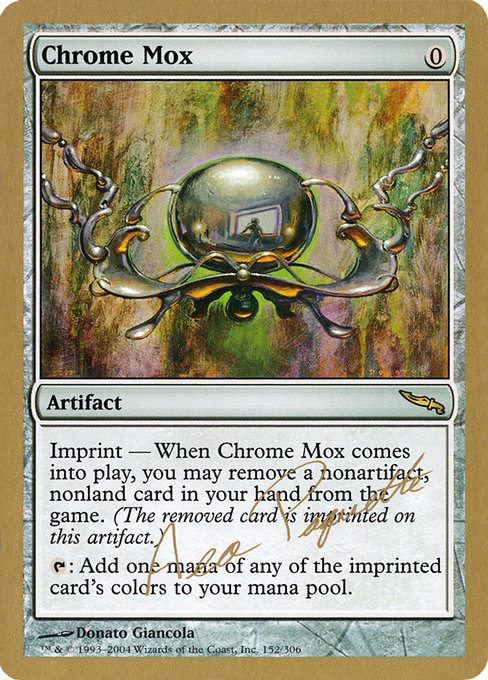 Chrome Mox 0
Artifact
Imprint — When Chrome Mox comes
into play, you may remove a nonartifact,
nonland card in your hand from the
game. (The removed card is imprinted on
this artifact.)
Aeo Paquette
: Add one mana of any of the imprinted
card's colors to your mana pool.
Donato Giancola
™ & © 1993–2004 Wizards of the Coast, Inc. 152/306